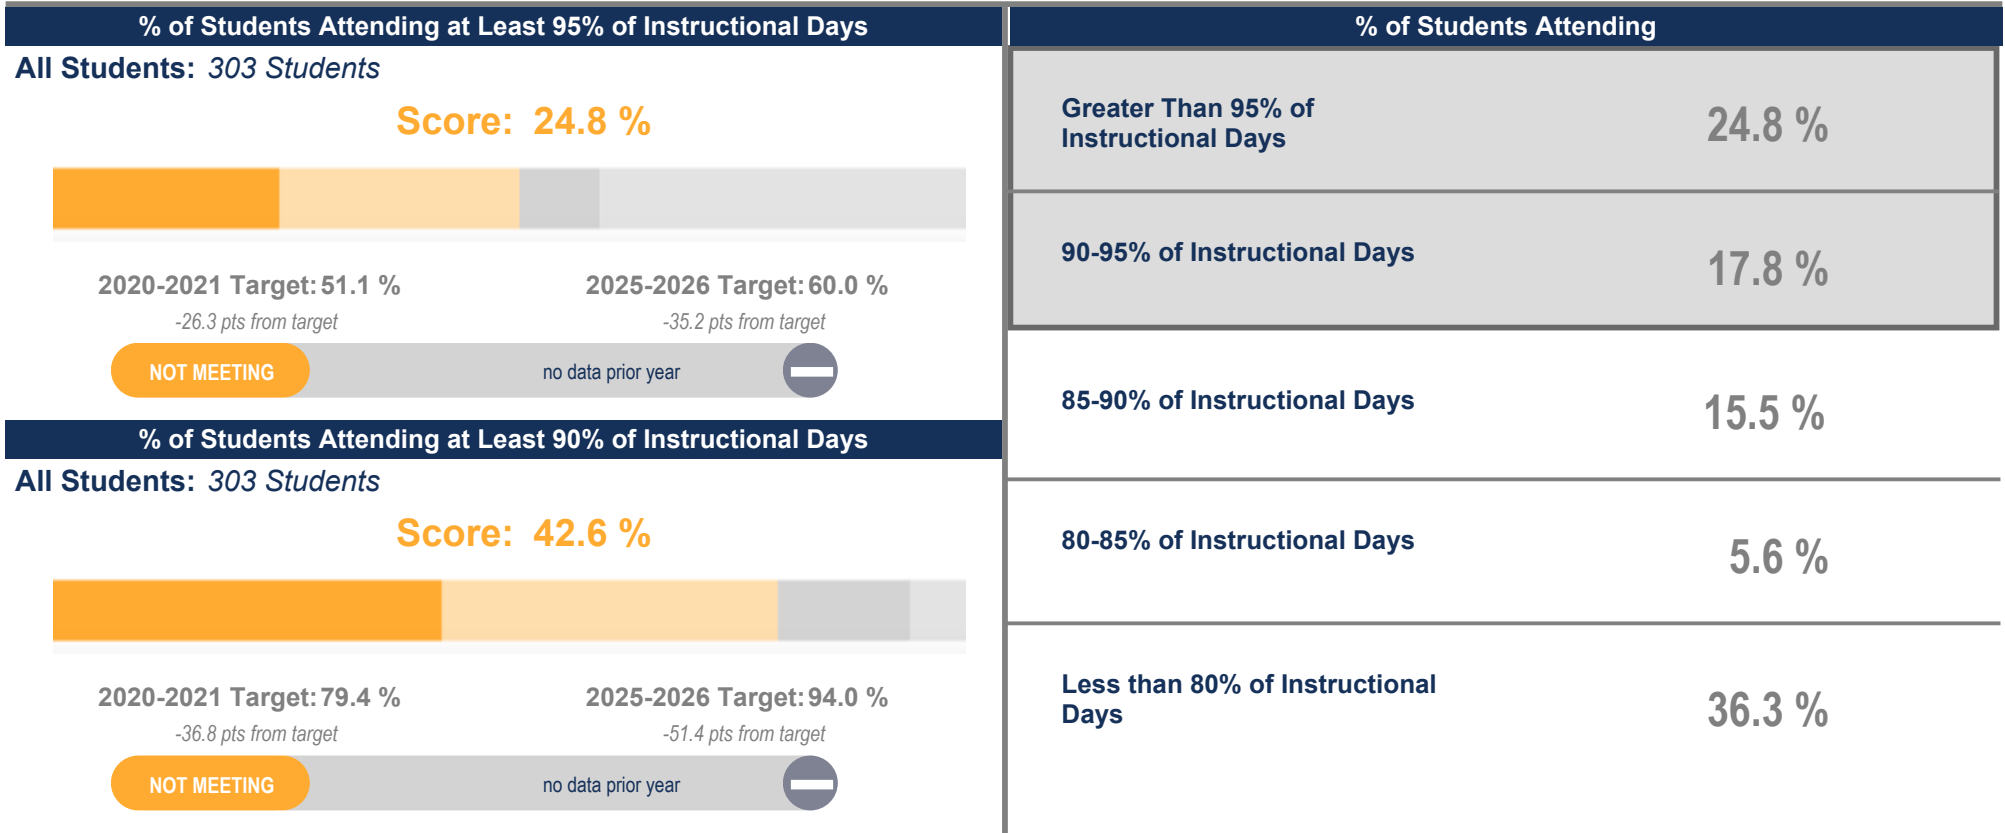 % of Students Attending at Least 95% of Instructional Days
All Students: 303 Students
Score: 24.8 %
2020-2021 Target: 51.1 %
-26.3 pts from target
2025-2026 Target: 60.0 %
-35.2 pts from target
NOT MEETING
no data prior year
% of Students Attending at Least 90% of Instructional Days
All Students: 303 Students
Score: 42.6 %
2020-2021 Target: 79.4 %
-36.8 pts from target
2025-2026 Target: 94.0 %
-51.4 pts from target
NOT MEETING
no data prior year
% of Students Attending
Greater Than 95% of
Instructional Days
24.8 %
90-95% of Instructional Days
17.8 %
85-90% of Instructional Days
15.5 %
80-85% of Instructional Days
5.6 %
Less than 80% of Instructional
Days
36.3 %